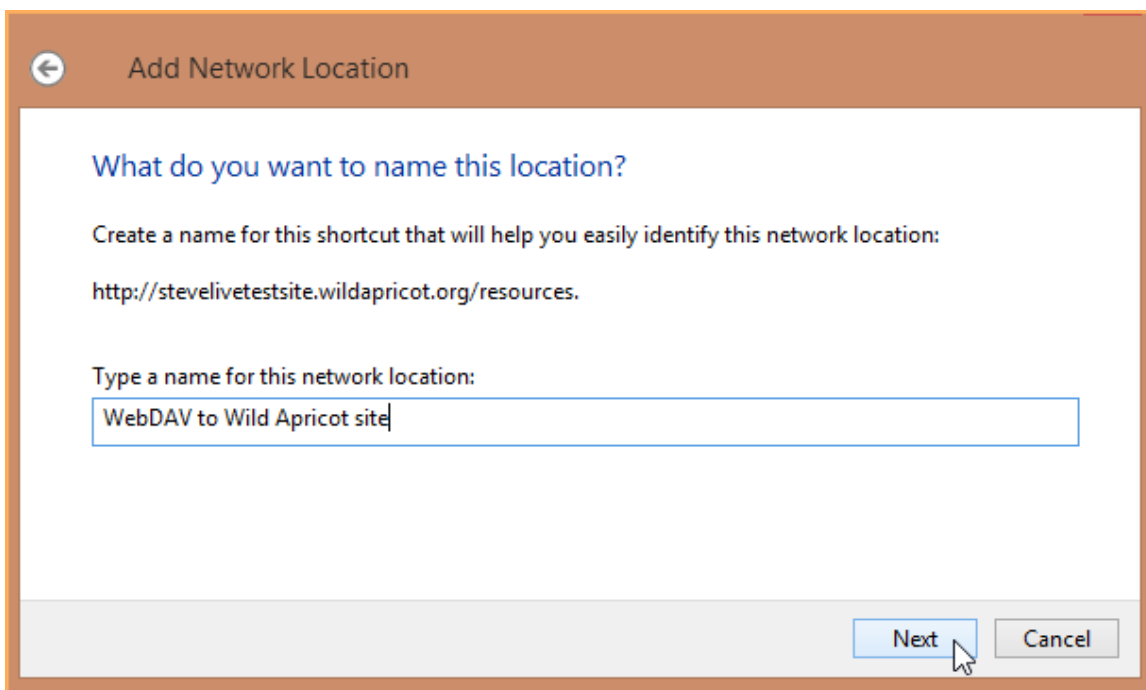 Add Network Location
What do you want to name this location?
Create a name for this shortcut that will help you easily identify this network location:
http://stevelivetestsite.wildapricot.org/resources.
Type a name for this network location:
WebDAV to Wild Apricot site
Next
Cancel